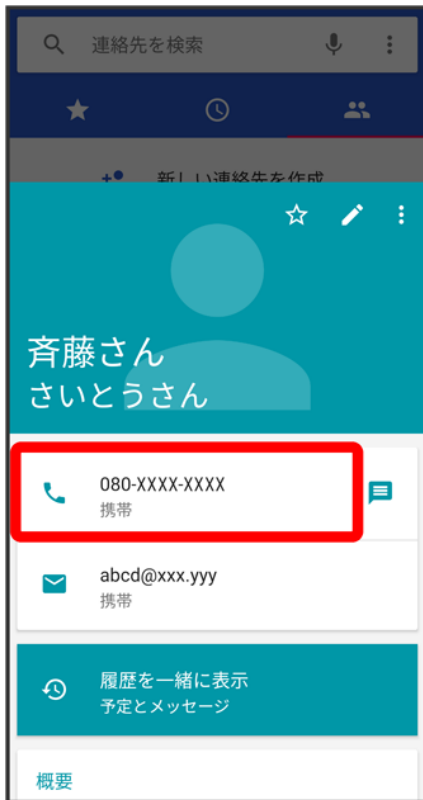 連絡先を検索
新しい連絡先を作成
斉藤さん
さいとうさん
080-XXXX-XXXX
携帯
abcd@xxx.yyy
携帯
履歴を一緒に表示
予定とメッセージ
概要